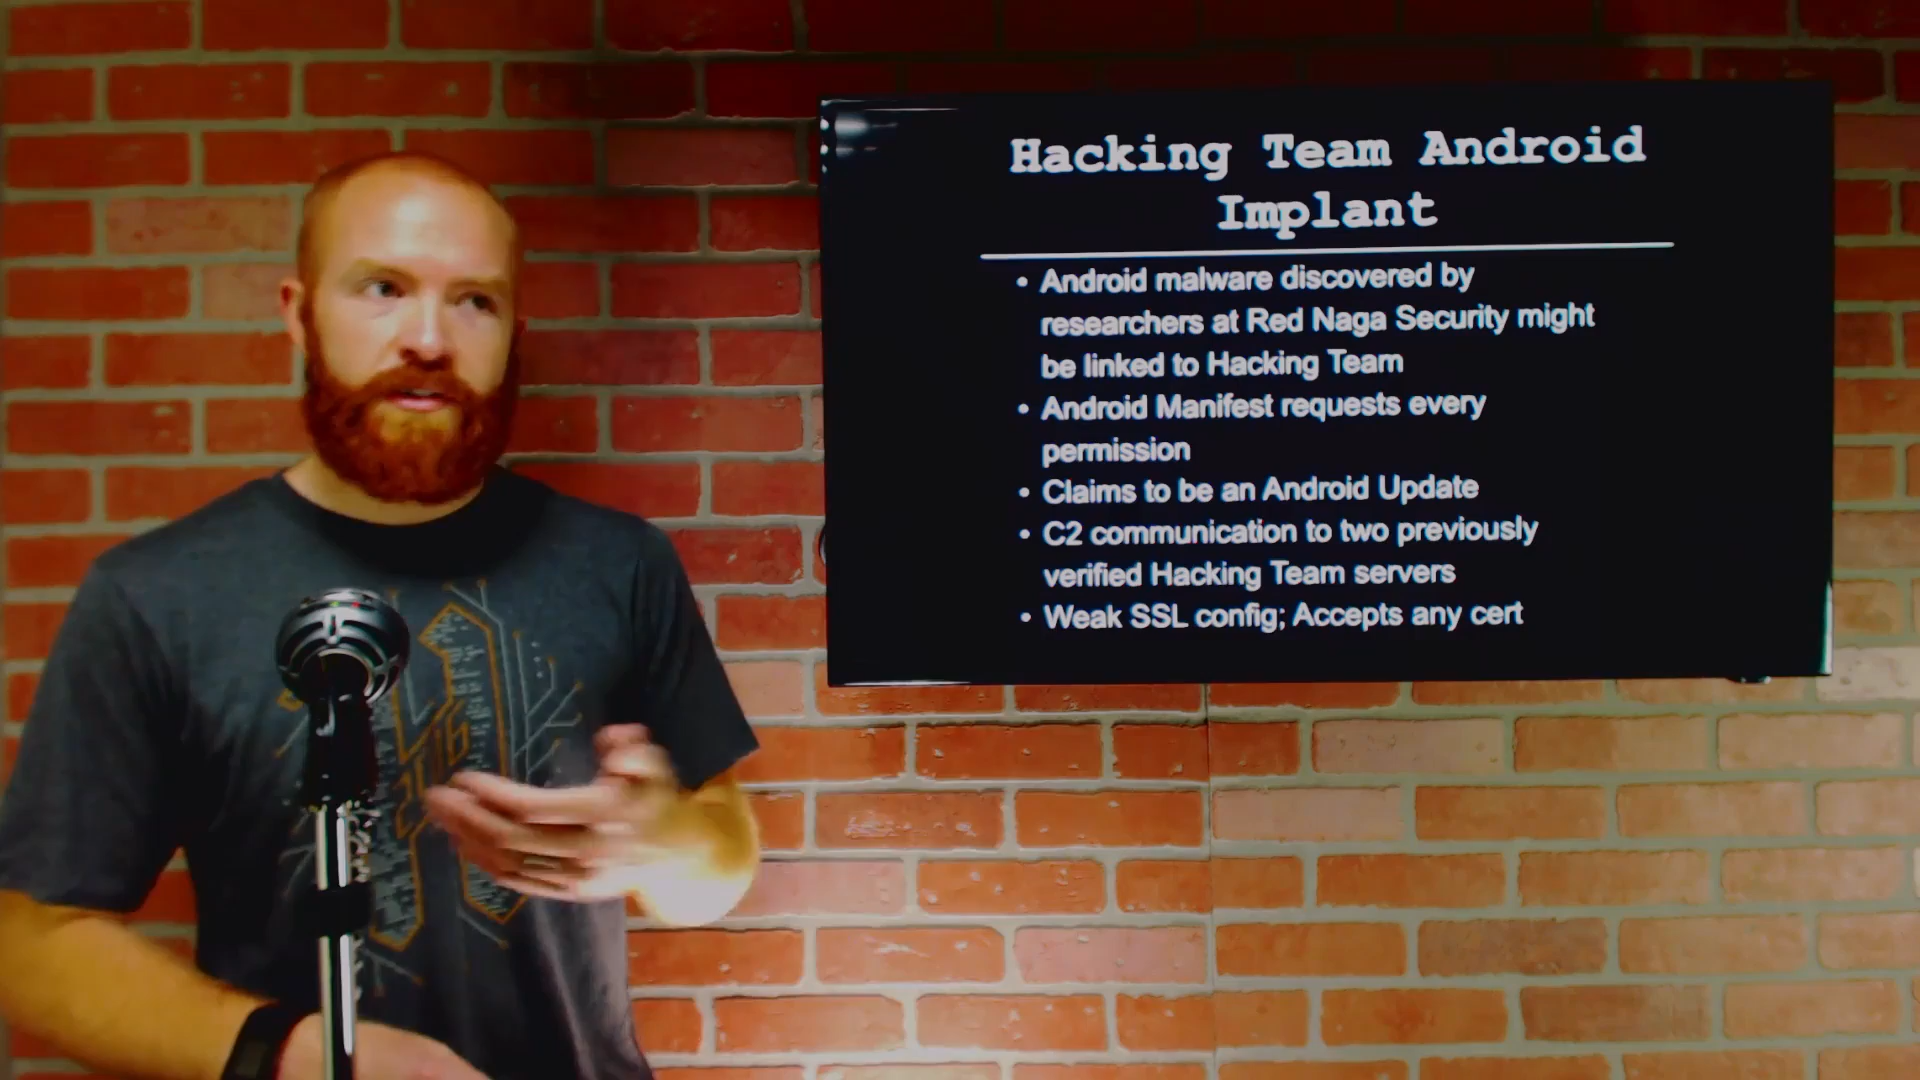 Hacking Team Android
Implant
• Android malware discovered by
researchers at Red Naga Security might
be linked to Hacking Team
• Android Manifest requests every
permission
• Claims to be an Android Update
• C2 communication to two previously
verified Hacking Team servers
• Weak SSL config; Accepts any cert